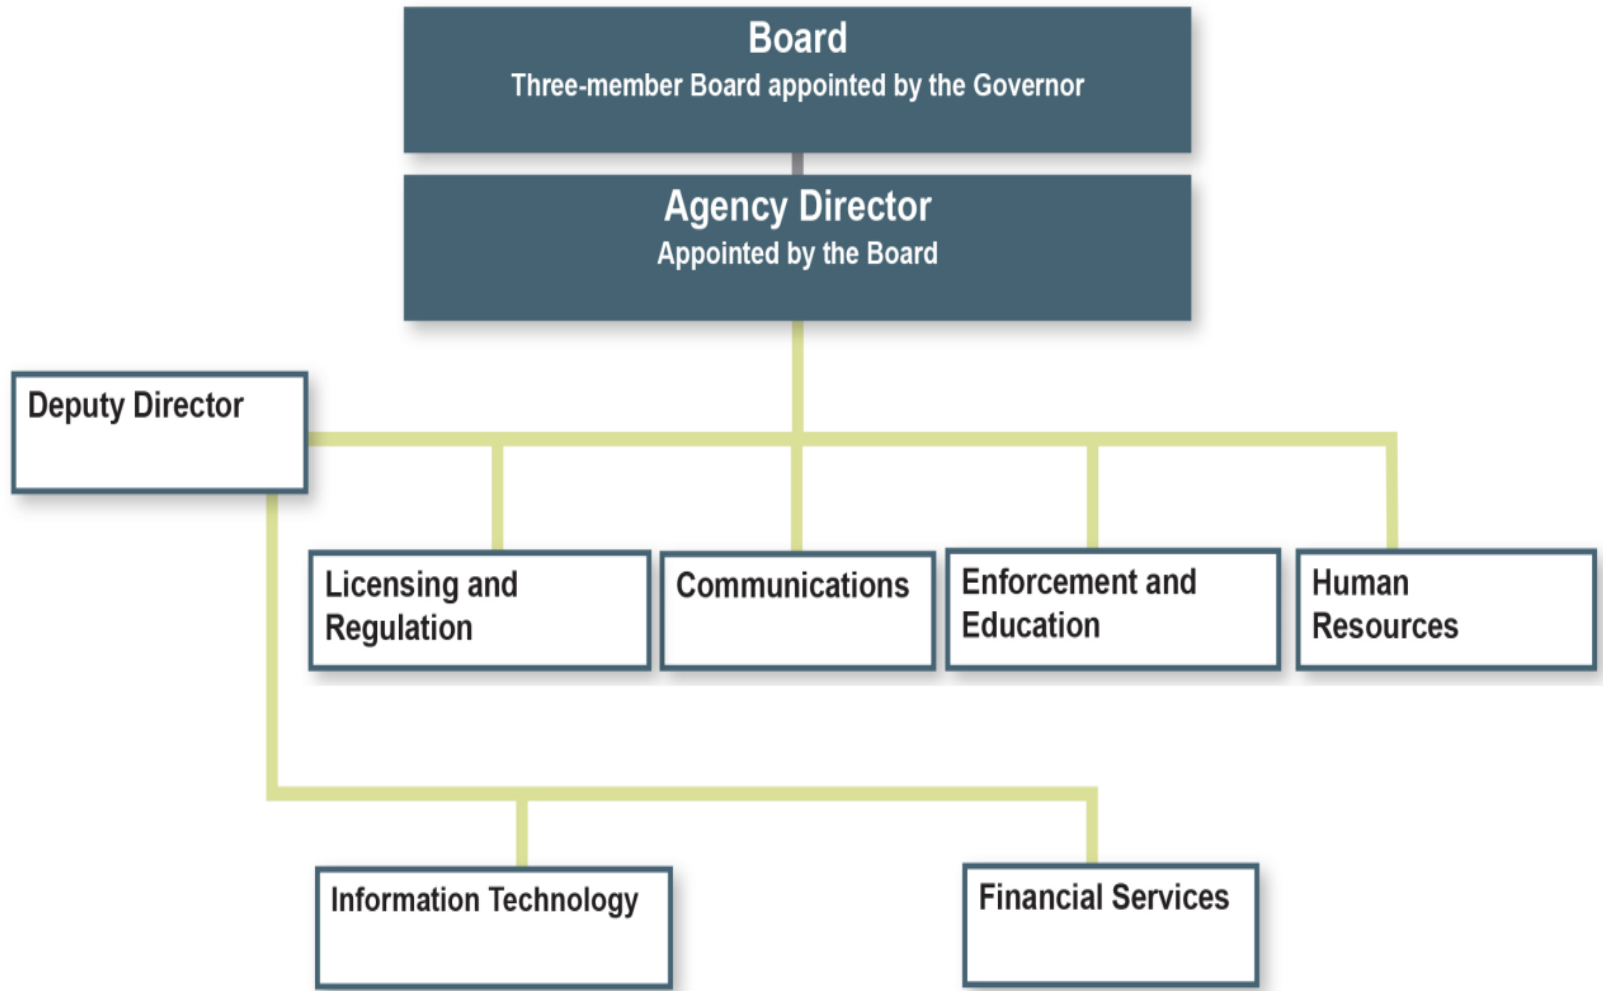 Board
Three-member Board appointed by the Governor
Agency Director
Appointed by the Board
Deputy Director
Licensing and
Regulation
Communications
Enforcement and
Education
Human
Resources
Information Technology
Financial Services